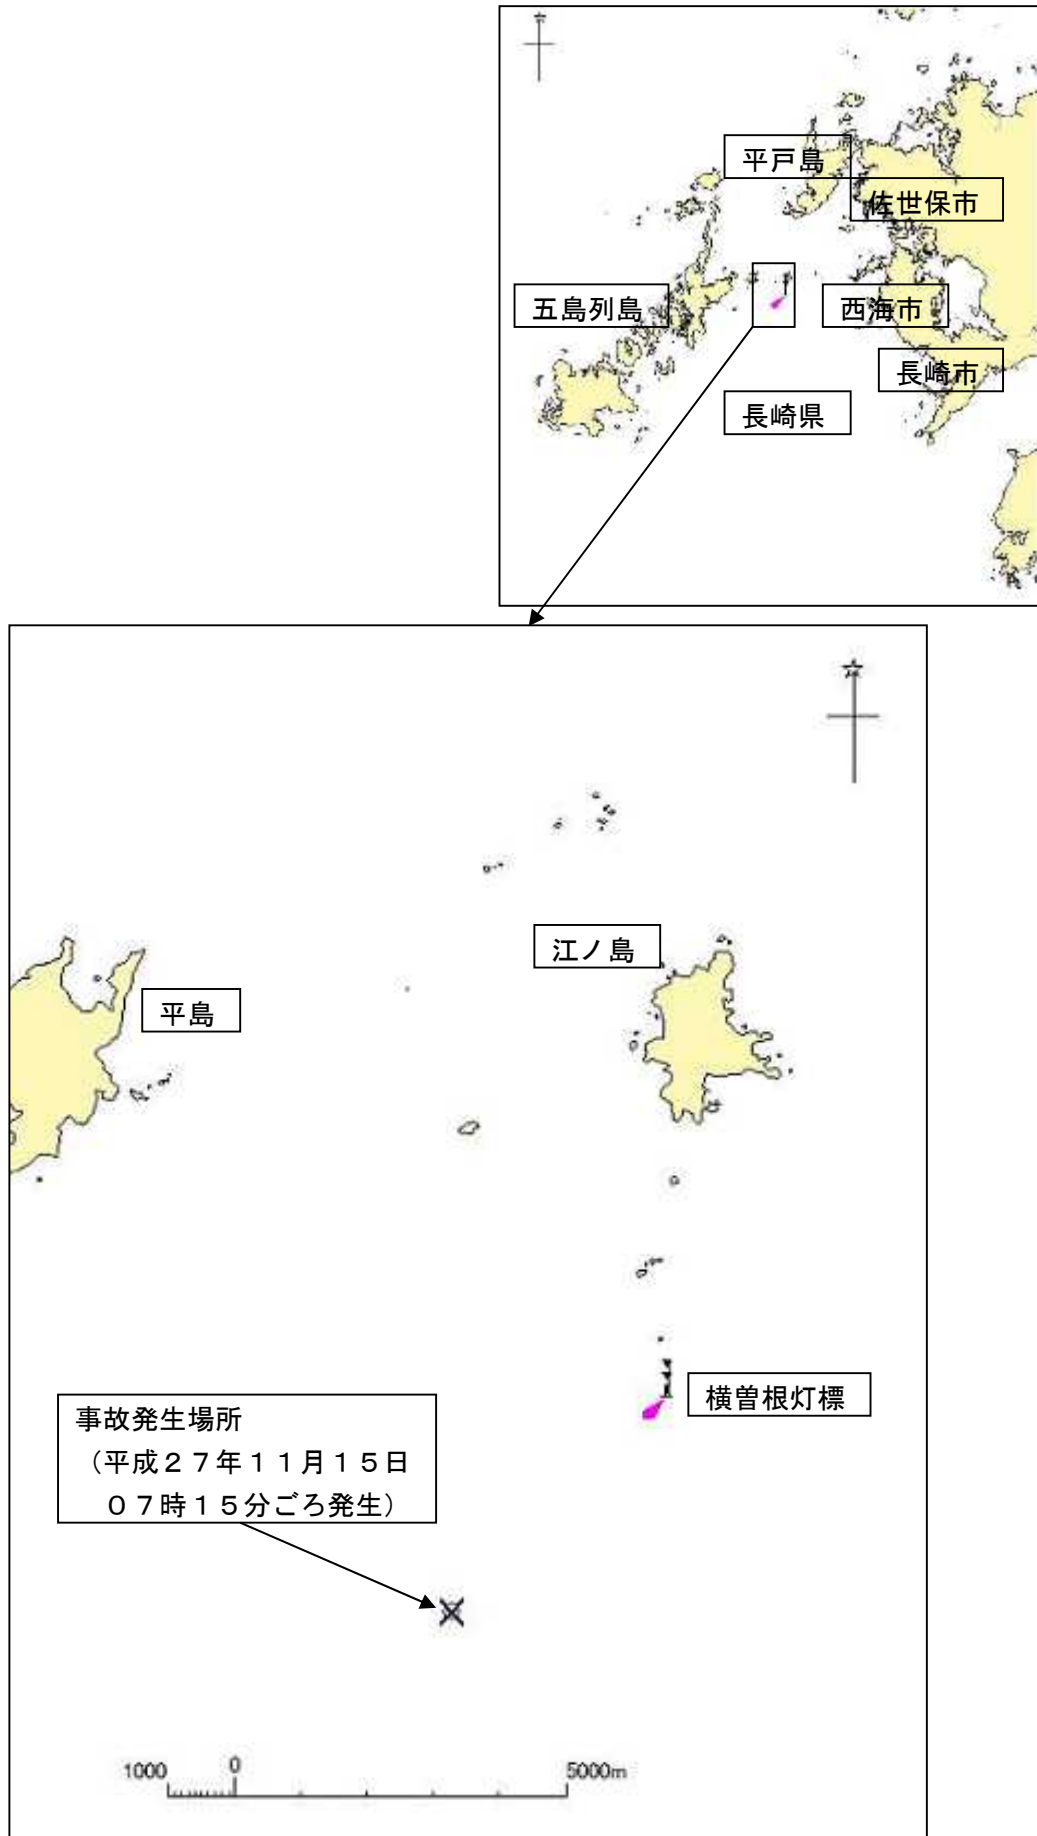 平戸島
佐世保市
五島列島
西海市
長崎市
長崎県
江ノ島
平島
横曽根灯標
事故発生場所
（平成２７年１１月１５日
０７時１５分ごろ発生）
1000 0 5000m